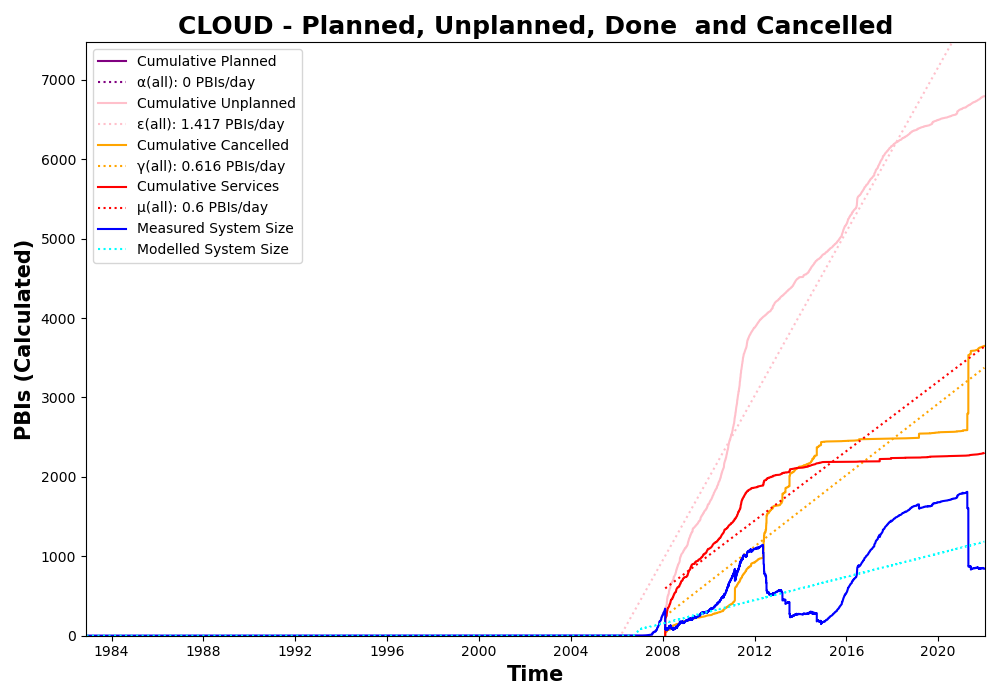 CLOUD - Planned, Unplanned, Done  and Cancelled
Cumulative Planned
α(all): 0 PBIs/day
Cumulative Unplanned
ε(all): 1.417 PBIs/day
Cumulative Cancelled
γ(all): 0.616 PBIs/day
Cumulative Services
μ(all): 0.6 PBIs/day
Measured System Size
Modelled System Size
PBIs (Calculated)
7000
6000
5000
4000
3000
2000
1000
0
1984 1988 1992 1996 2000 2004 2008 2012 2016 2020
Time